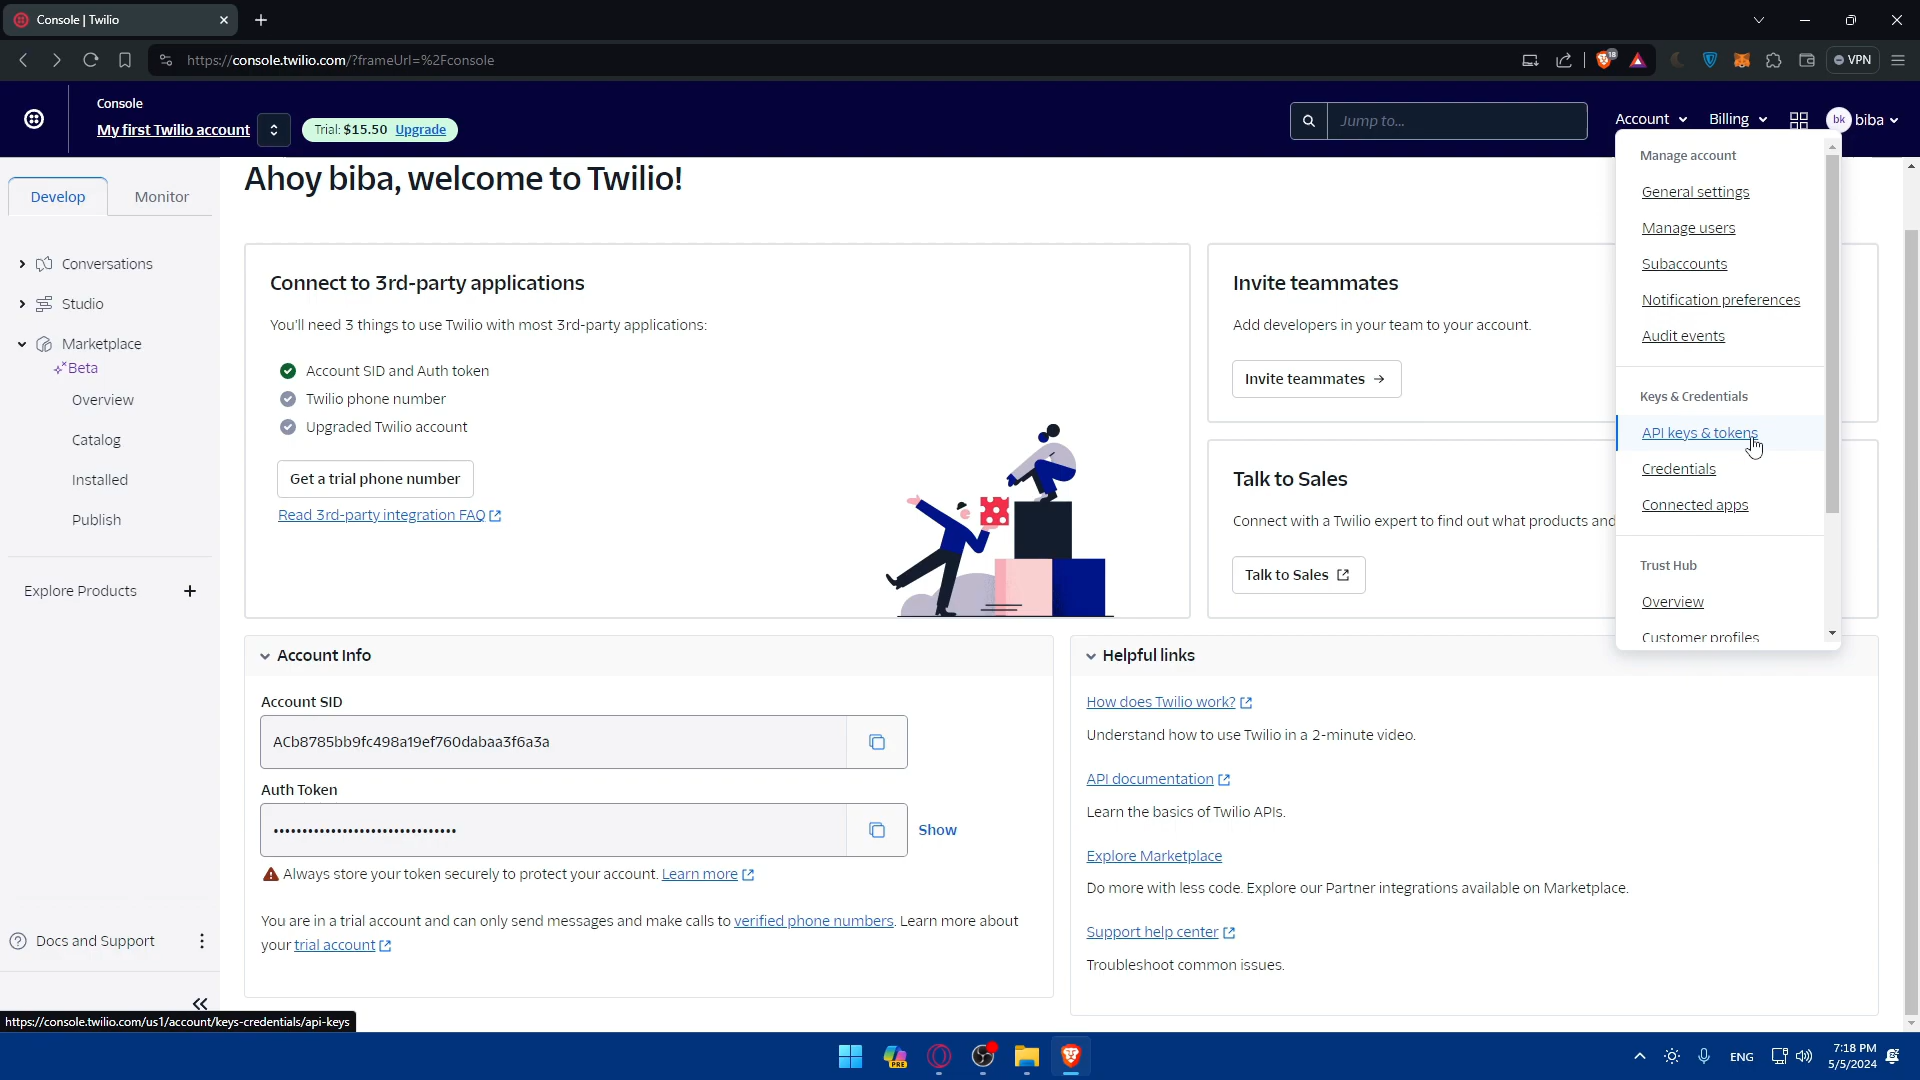 Console | Twilio
https://console.twilio.com/?frameUrl=%2Fconsole
18
VPN
Console
My first Twilio account
Trial: $15.50 Upgrade
Jump to...
Account
Billing
bk
biba
Develop
Monitor
Conversations
Studio
Marketplace
Beta
Overview
Catalog
Installed
Publish
Explore Products
Docs and Support
Ahoy biba, welcome to Twilio!
Connect to 3rd-party applications
You'll need 3 things to use Twilio with most 3rd-party applications:
Account SID and Auth token
Twilio phone number
Upgraded Twilio account
Get a trial phone number
Read 3rd-party integration FAQ
Invite teammates
Add developers in your team to your account.
Invite teammates
Talk to Sales
Connect with a Twilio expert to find out what products and
Talk to Sales
Manage account
General settings
Manage users
Subaccounts
Notification preferences
Audit events
Keys & Credentials
API keys & tokens
Credentials
Connected apps
Trust Hub
Overview
Customer profiles
Account Info
Account SID
ACb8785bb9fc498a19ef760dabaa3f6a3a
Auth Token
••••••••••••••••••••••••••••••••
Show
Always store your token securely to protect your account. Learn more
You are in a trial account and can only send messages and make calls to verified phone numbers. Learn more about
your trial account
Helpful links
How does Twilio work?
Understand how to use Twilio in a 2-minute video.
API documentation
Learn the basics of Twilio APIs.
Explore Marketplace
Do more with less code. Explore our Partner integrations available on Marketplace.
Support help center
Troubleshoot common issues.
https://console.twilio.com/us1/account/keys-credentials/api-keys
PRE
ENG
7:18 PM
5/5/2024